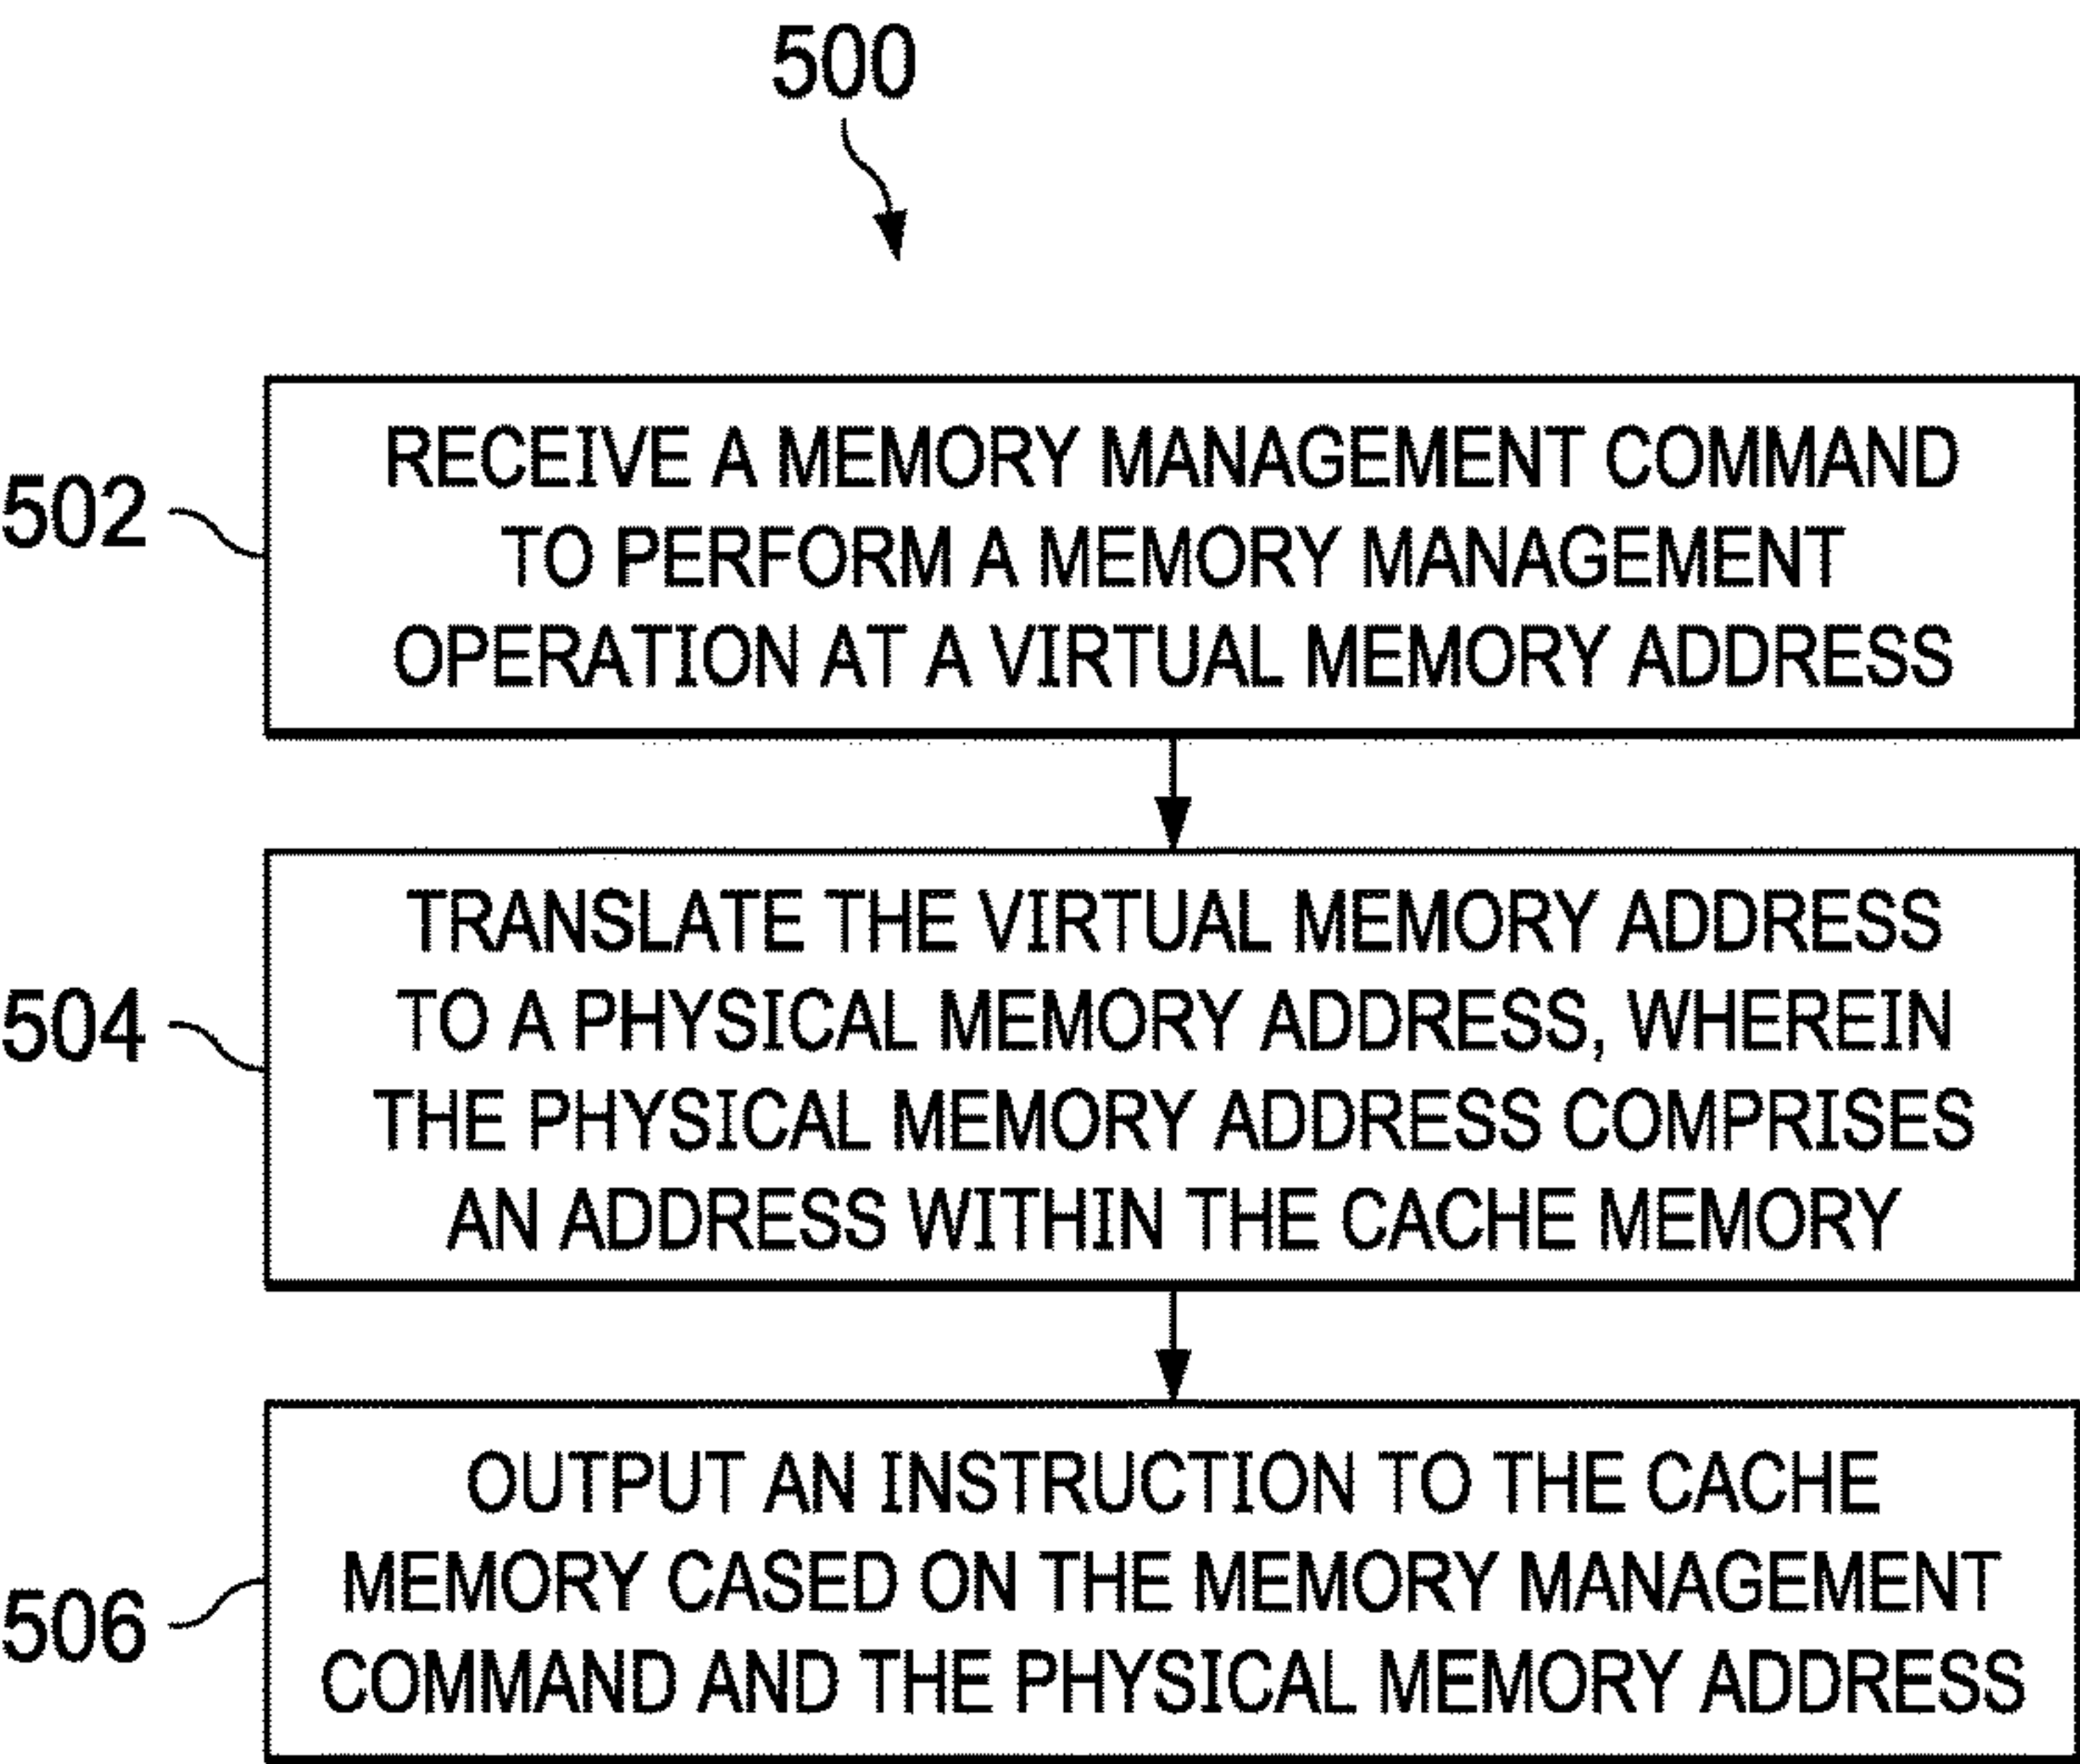 500
502
RECEIVE A MEMORY MANAGEMENT COMMAND
TO PERFORM A MEMORY MANAGEMENT
OPERATION AT A VIRTUAL MEMORY ADDRESS
504
TRANSLATE THE VIRTUAL MEMORY ADDRESS
TO A PHYSICAL MEMORY ADDRESS, WHEREIN
THE PHYSICAL MEMORY ADDRESS COMPRISES
AN ADDRESS WITHIN THE CACHE MEMORY
506
OUTPUT AN INSTRUCTION TO THE CACHE
MEMORY CASED ON THE MEMORY MANAGEMENT
COMMAND AND THE PHYSICAL MEMORY ADDRESS